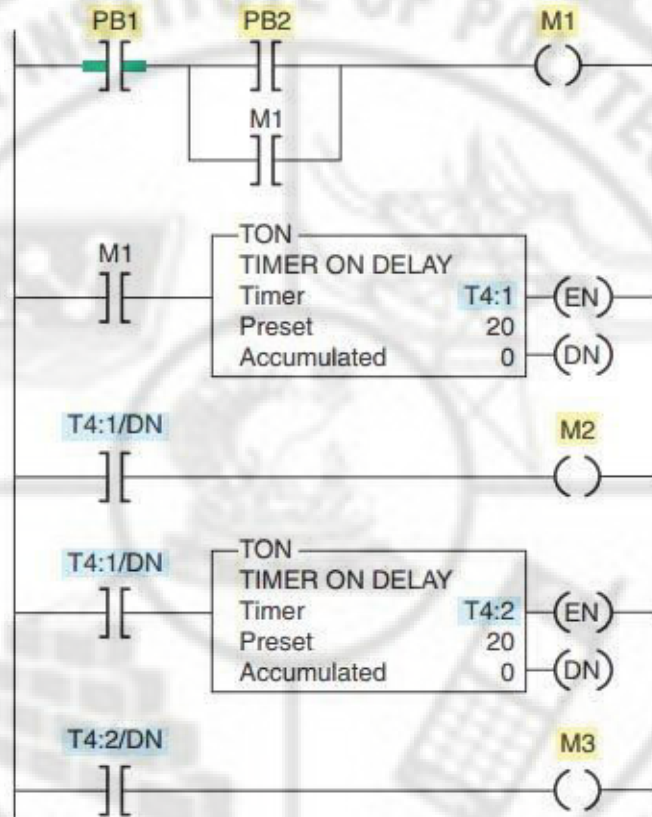 PB1 PB2 M1
M1
M1
TON
TIMER ON DELAY
Timer T4:1 EN
Preset 20
Accumulated 0 DN
T4:1/DN
M2
T4:1/DN
TON
TIMER ON DELAY
Timer T4:2 EN
Preset 20
Accumulated 0 DN
T4:2/DN
M3